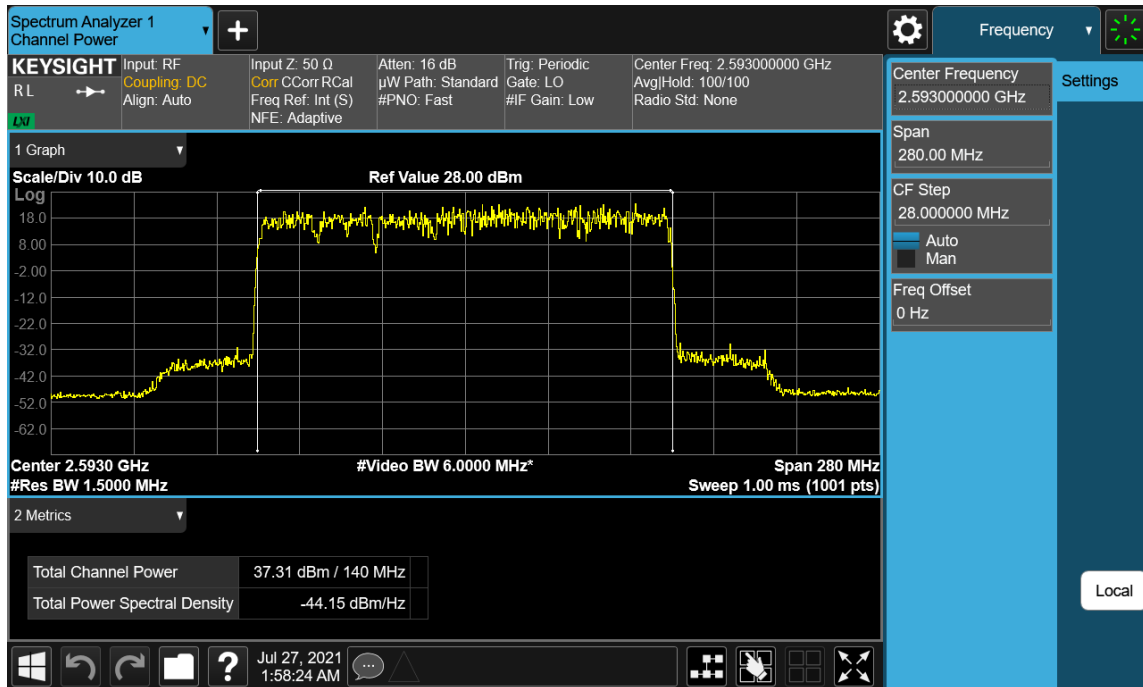 Spectrum Analyzer 1
Channel Power
+
Frequency
KEYSIGHT
R L
LXI
Input: RF
Coupling: DC
Align: Auto
Input Z: 50 Ω
Corr CCorr RCal
Freq Ref: Int (S)
NFE: Adaptive
Atten: 16 dB
µW Path: Standard
#PNO: Fast
Trig: Periodic
Gate: LO
#IF Gain: Low
Center Freq: 2.593000000 GHz
Avg|Hold: 100/100
Radio Std: None
Center Frequency
2.593000000 GHz
Settings
Span
280.00 MHz
CF Step
28.000000 MHz
Auto
Man
Freq Offset
0 Hz
1 Graph
Scale/Div 10.0 dB
Ref Value 28.00 dBm
Log
18.0
8.00
-2.00
-12.0
-22.0
-32.0
-42.0
-52.0
-62.0
Center 2.5930 GHz
#Video BW 6.0000 MHz*
Span 280 MHz
#Res BW 1.5000 MHz
Sweep 1.00 ms (1001 pts)
2 Metrics
Total Channel Power 37.31 dBm / 140 MHz
Total Power Spectral Density -44.15 dBm/Hz
Local
?
Jul 27, 2021
1:58:24 AM